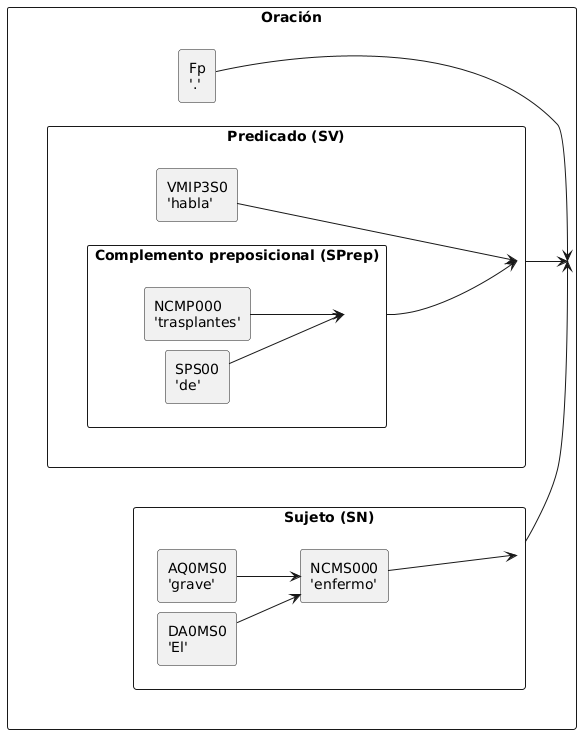 Oración
Fp
'.'
Predicado (SV)
VMIP3S0
'habla'
Complemento preposicional (SPrep)
NCMP000
'trasplantes'
SPS00
'de'
Sujeto (SN)
AQ0MS0
'grave'
NCMS000
'enfermo'
DA0MS0
'El'